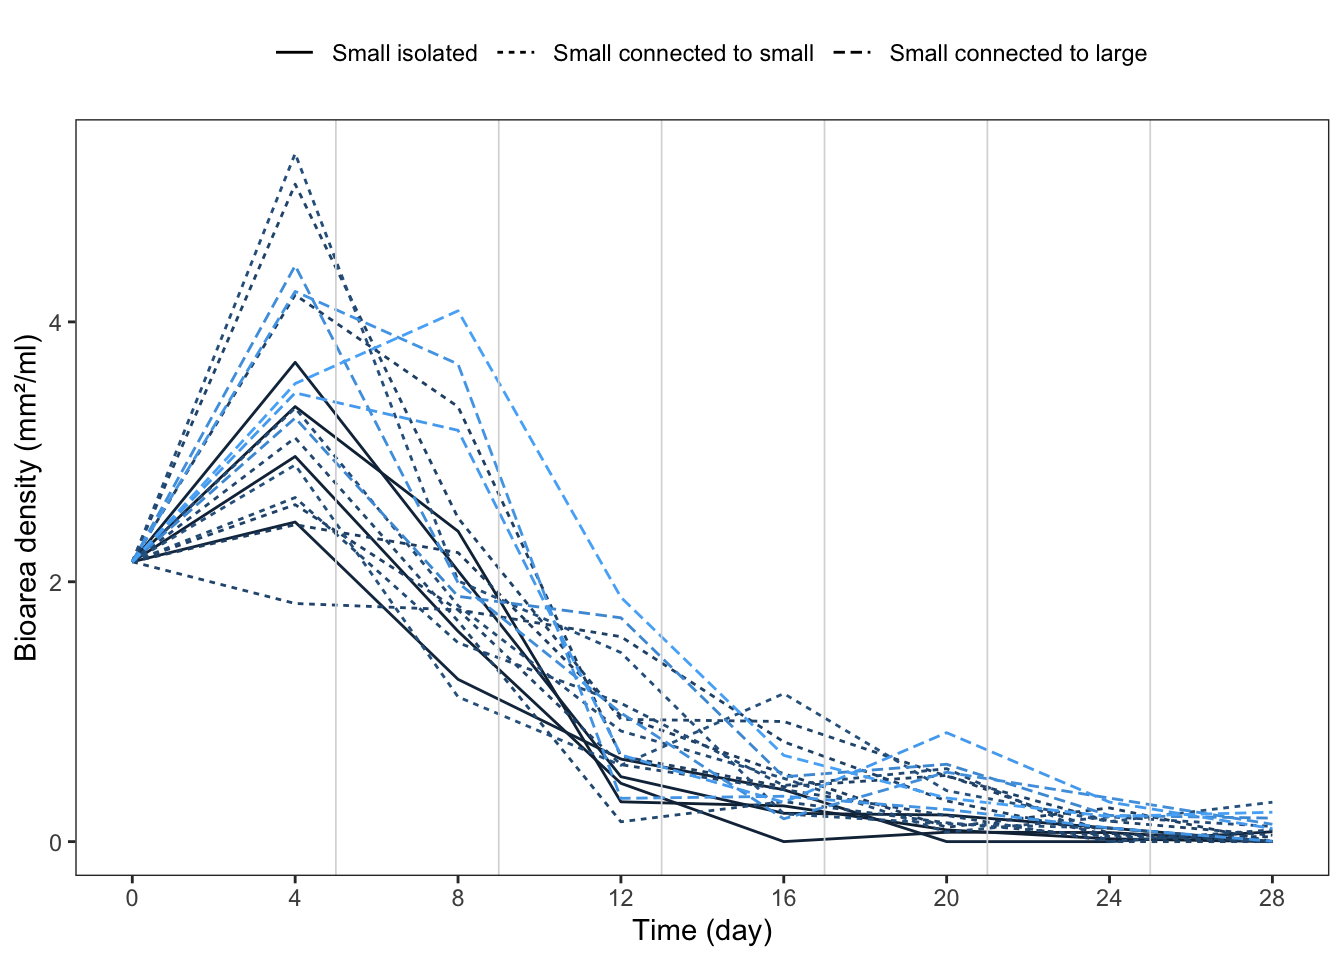 Small isolated Small connected to small Small connected to large
Bioarea density (mm²/ml)
4
2
0
0 4 8 12 16 20 24 28
Time (day)